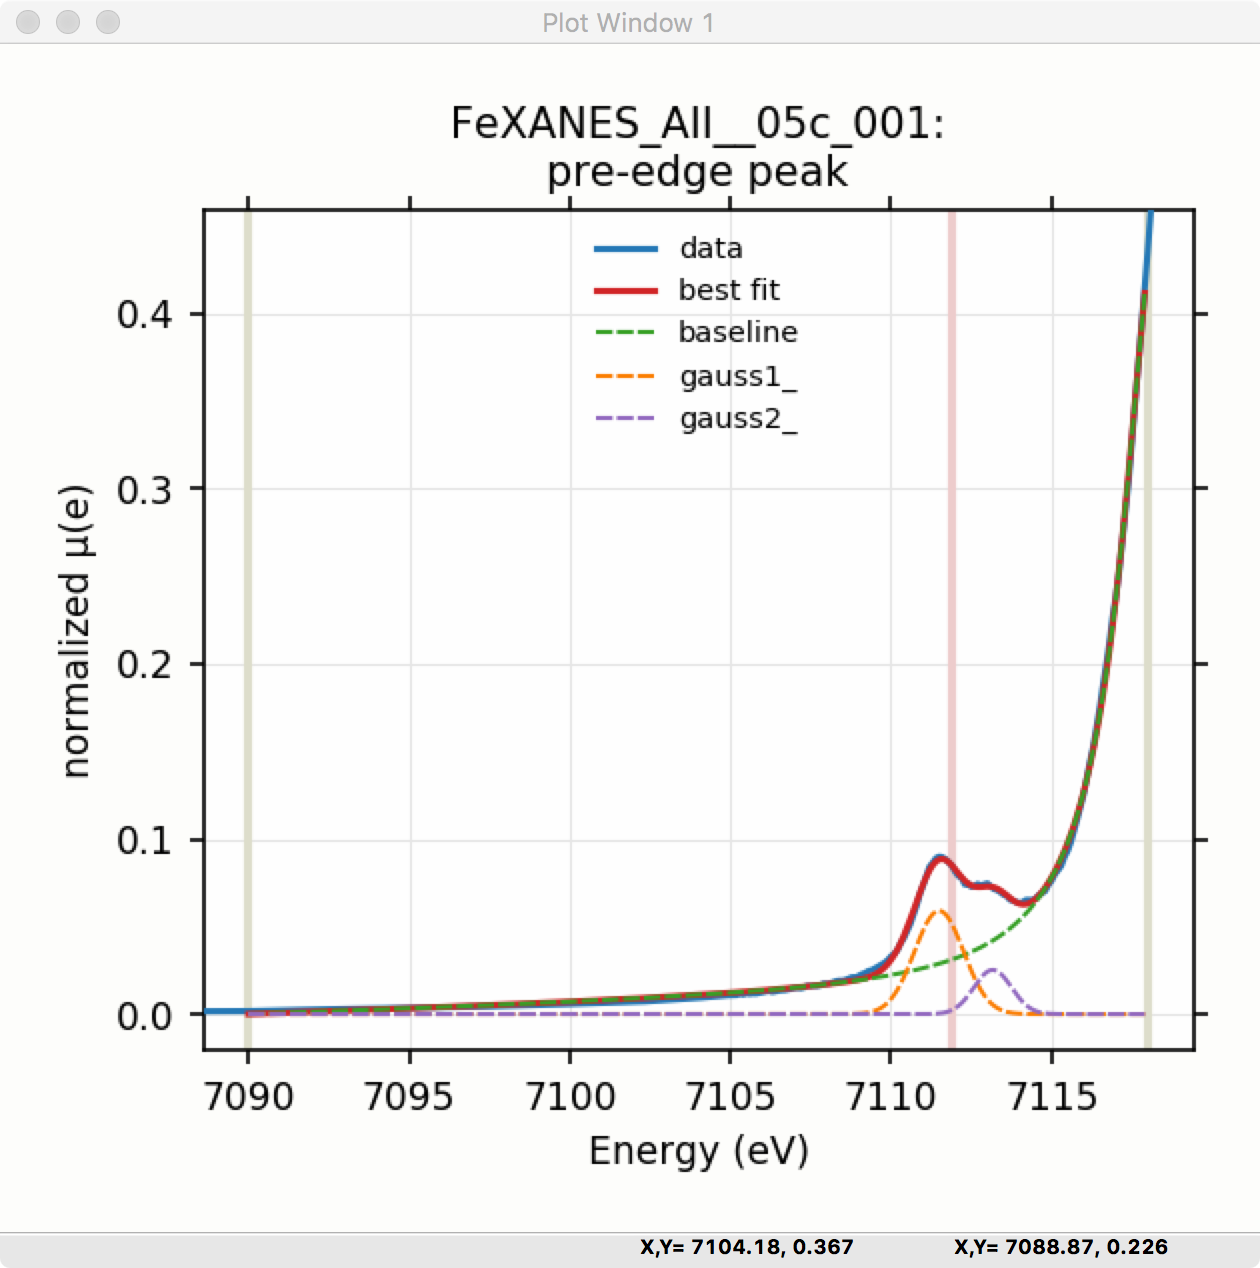 Plot Window 1
FeXANES_All__05c_001:
pre-edge peak
data
best fit
baseline
gauss1_
gauss2_
normalized μ(e)
0.4
0.3
0.2
0.1
0.0
7090 7095 7100 7105 7110 7115
Energy (eV)
X,Y= 7104.18, 0.367 X,Y= 7088.87, 0.226